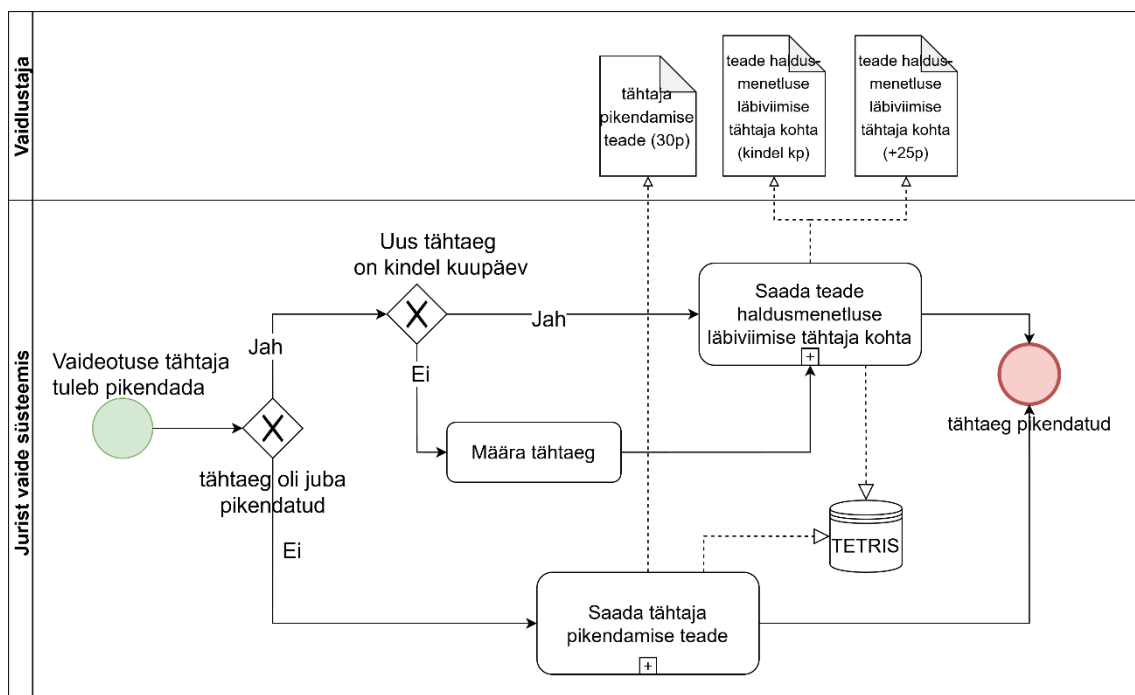 Vaidlustaja
tähtaja
pikendamise
teade (30p)
teade haldus-
menetluse
läbiviimise
tähtaja kohta
(kindel kp)
teade haldus-
menetluse
läbiviimise
tähtaja kohta
(+25p)
Jurist vaide süsteemis
Vaideotuse tähtaja
tuleb pikendada
tähtaeg oli juba
pikendatud
Jah
Ei
Uus tähtaeg
on kindel kuupäev
Jah
Ei
Määra tähtaeg
Saada teade
haldusmenetluse
läbiviimise tähtaja kohta
tähtaeg pikendatud
TETRIS
Saada tähtaja
pikendamise teade